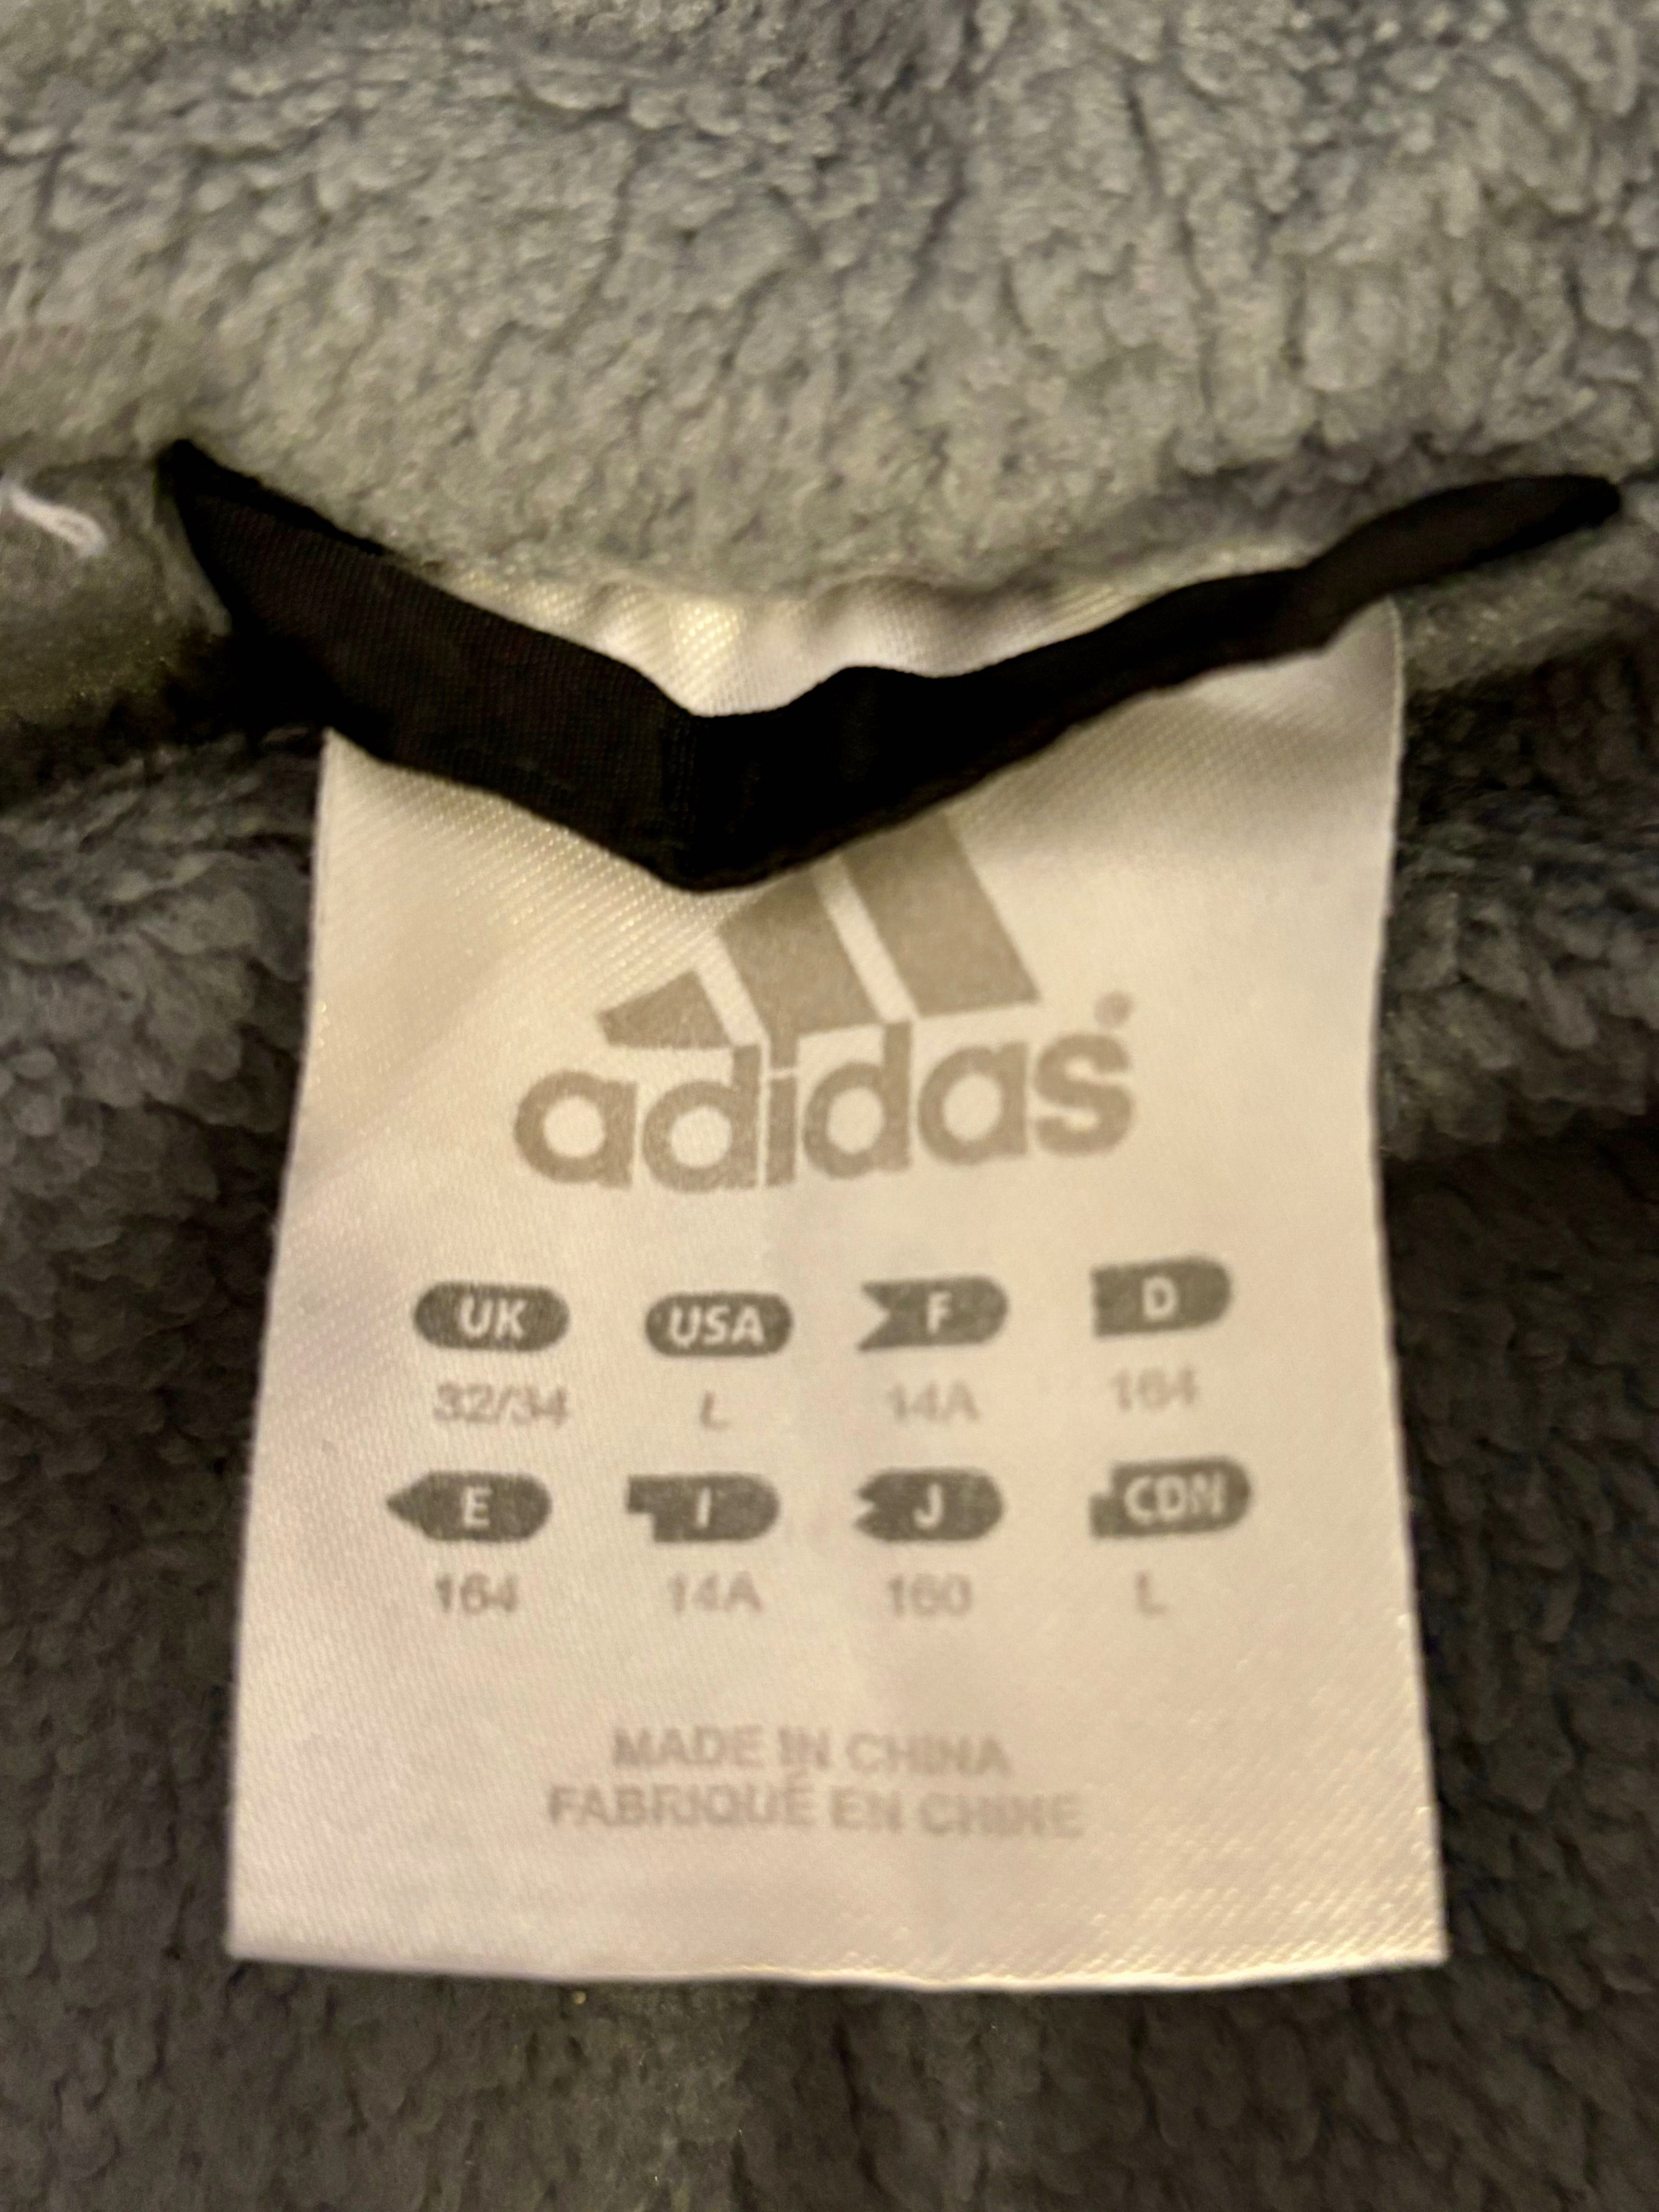 adidas®
UK USA F D
32/34 L 14A 164
E I J CDN
164 14A 160 L
MADE IN CHINA
FABRIQUÉ EN CHINE